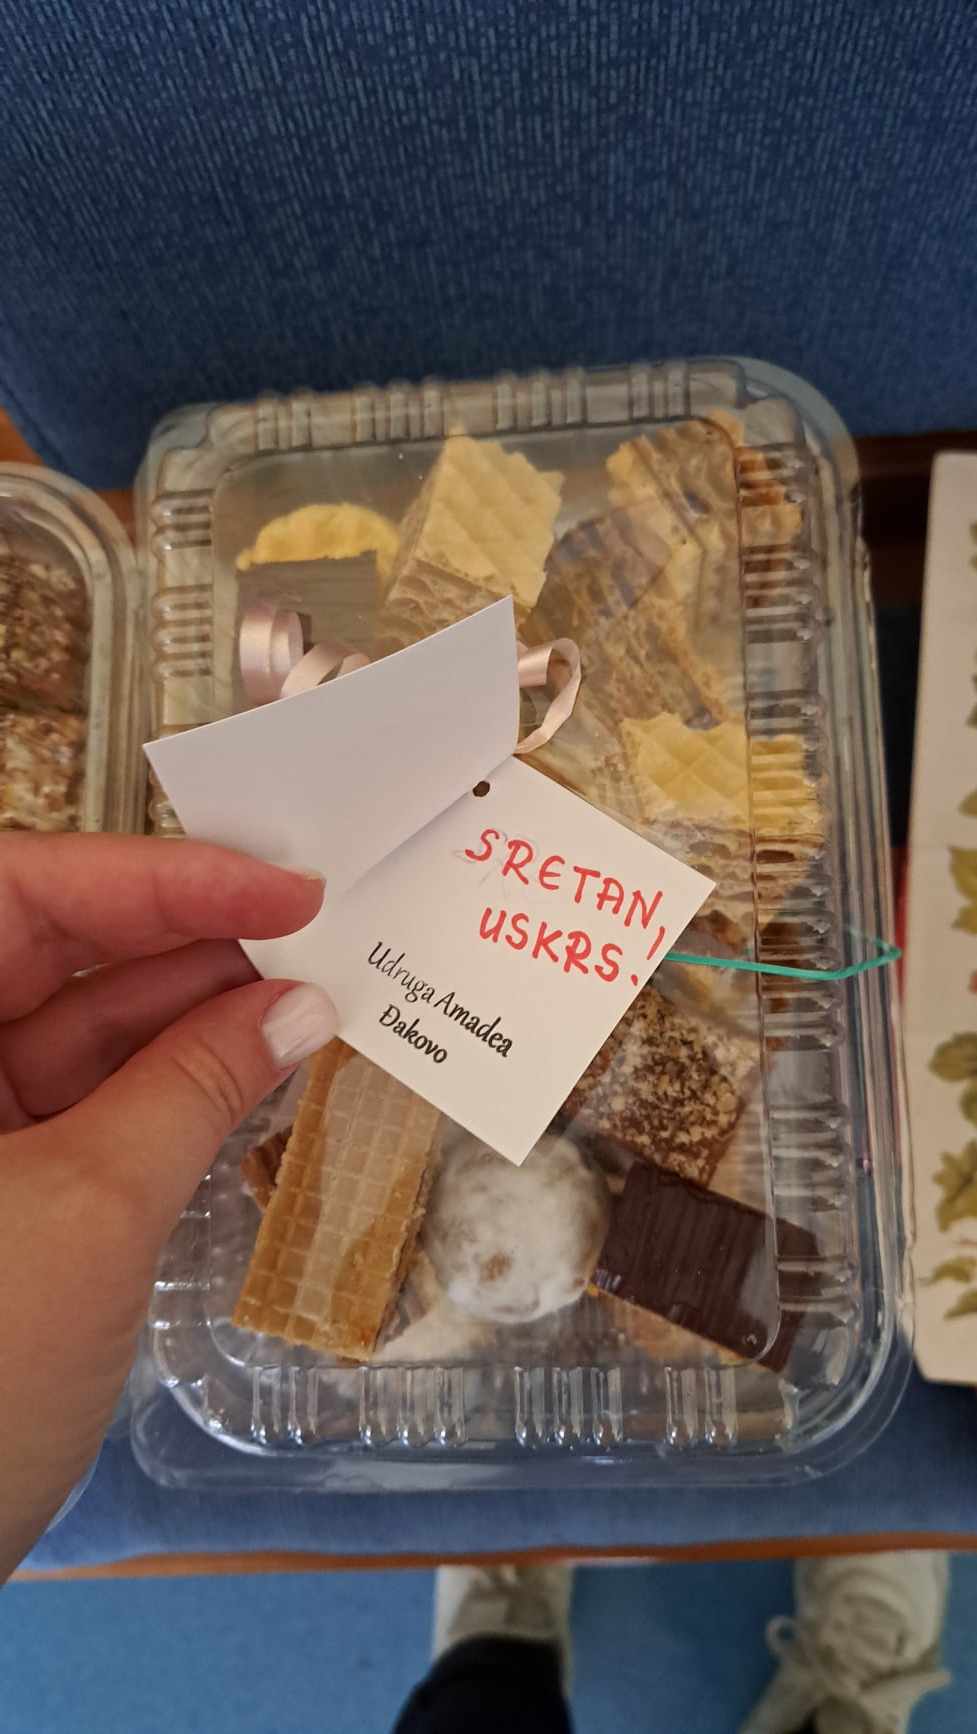 SRETAN,
USKRS!
Udruga Amadea
Đakovo